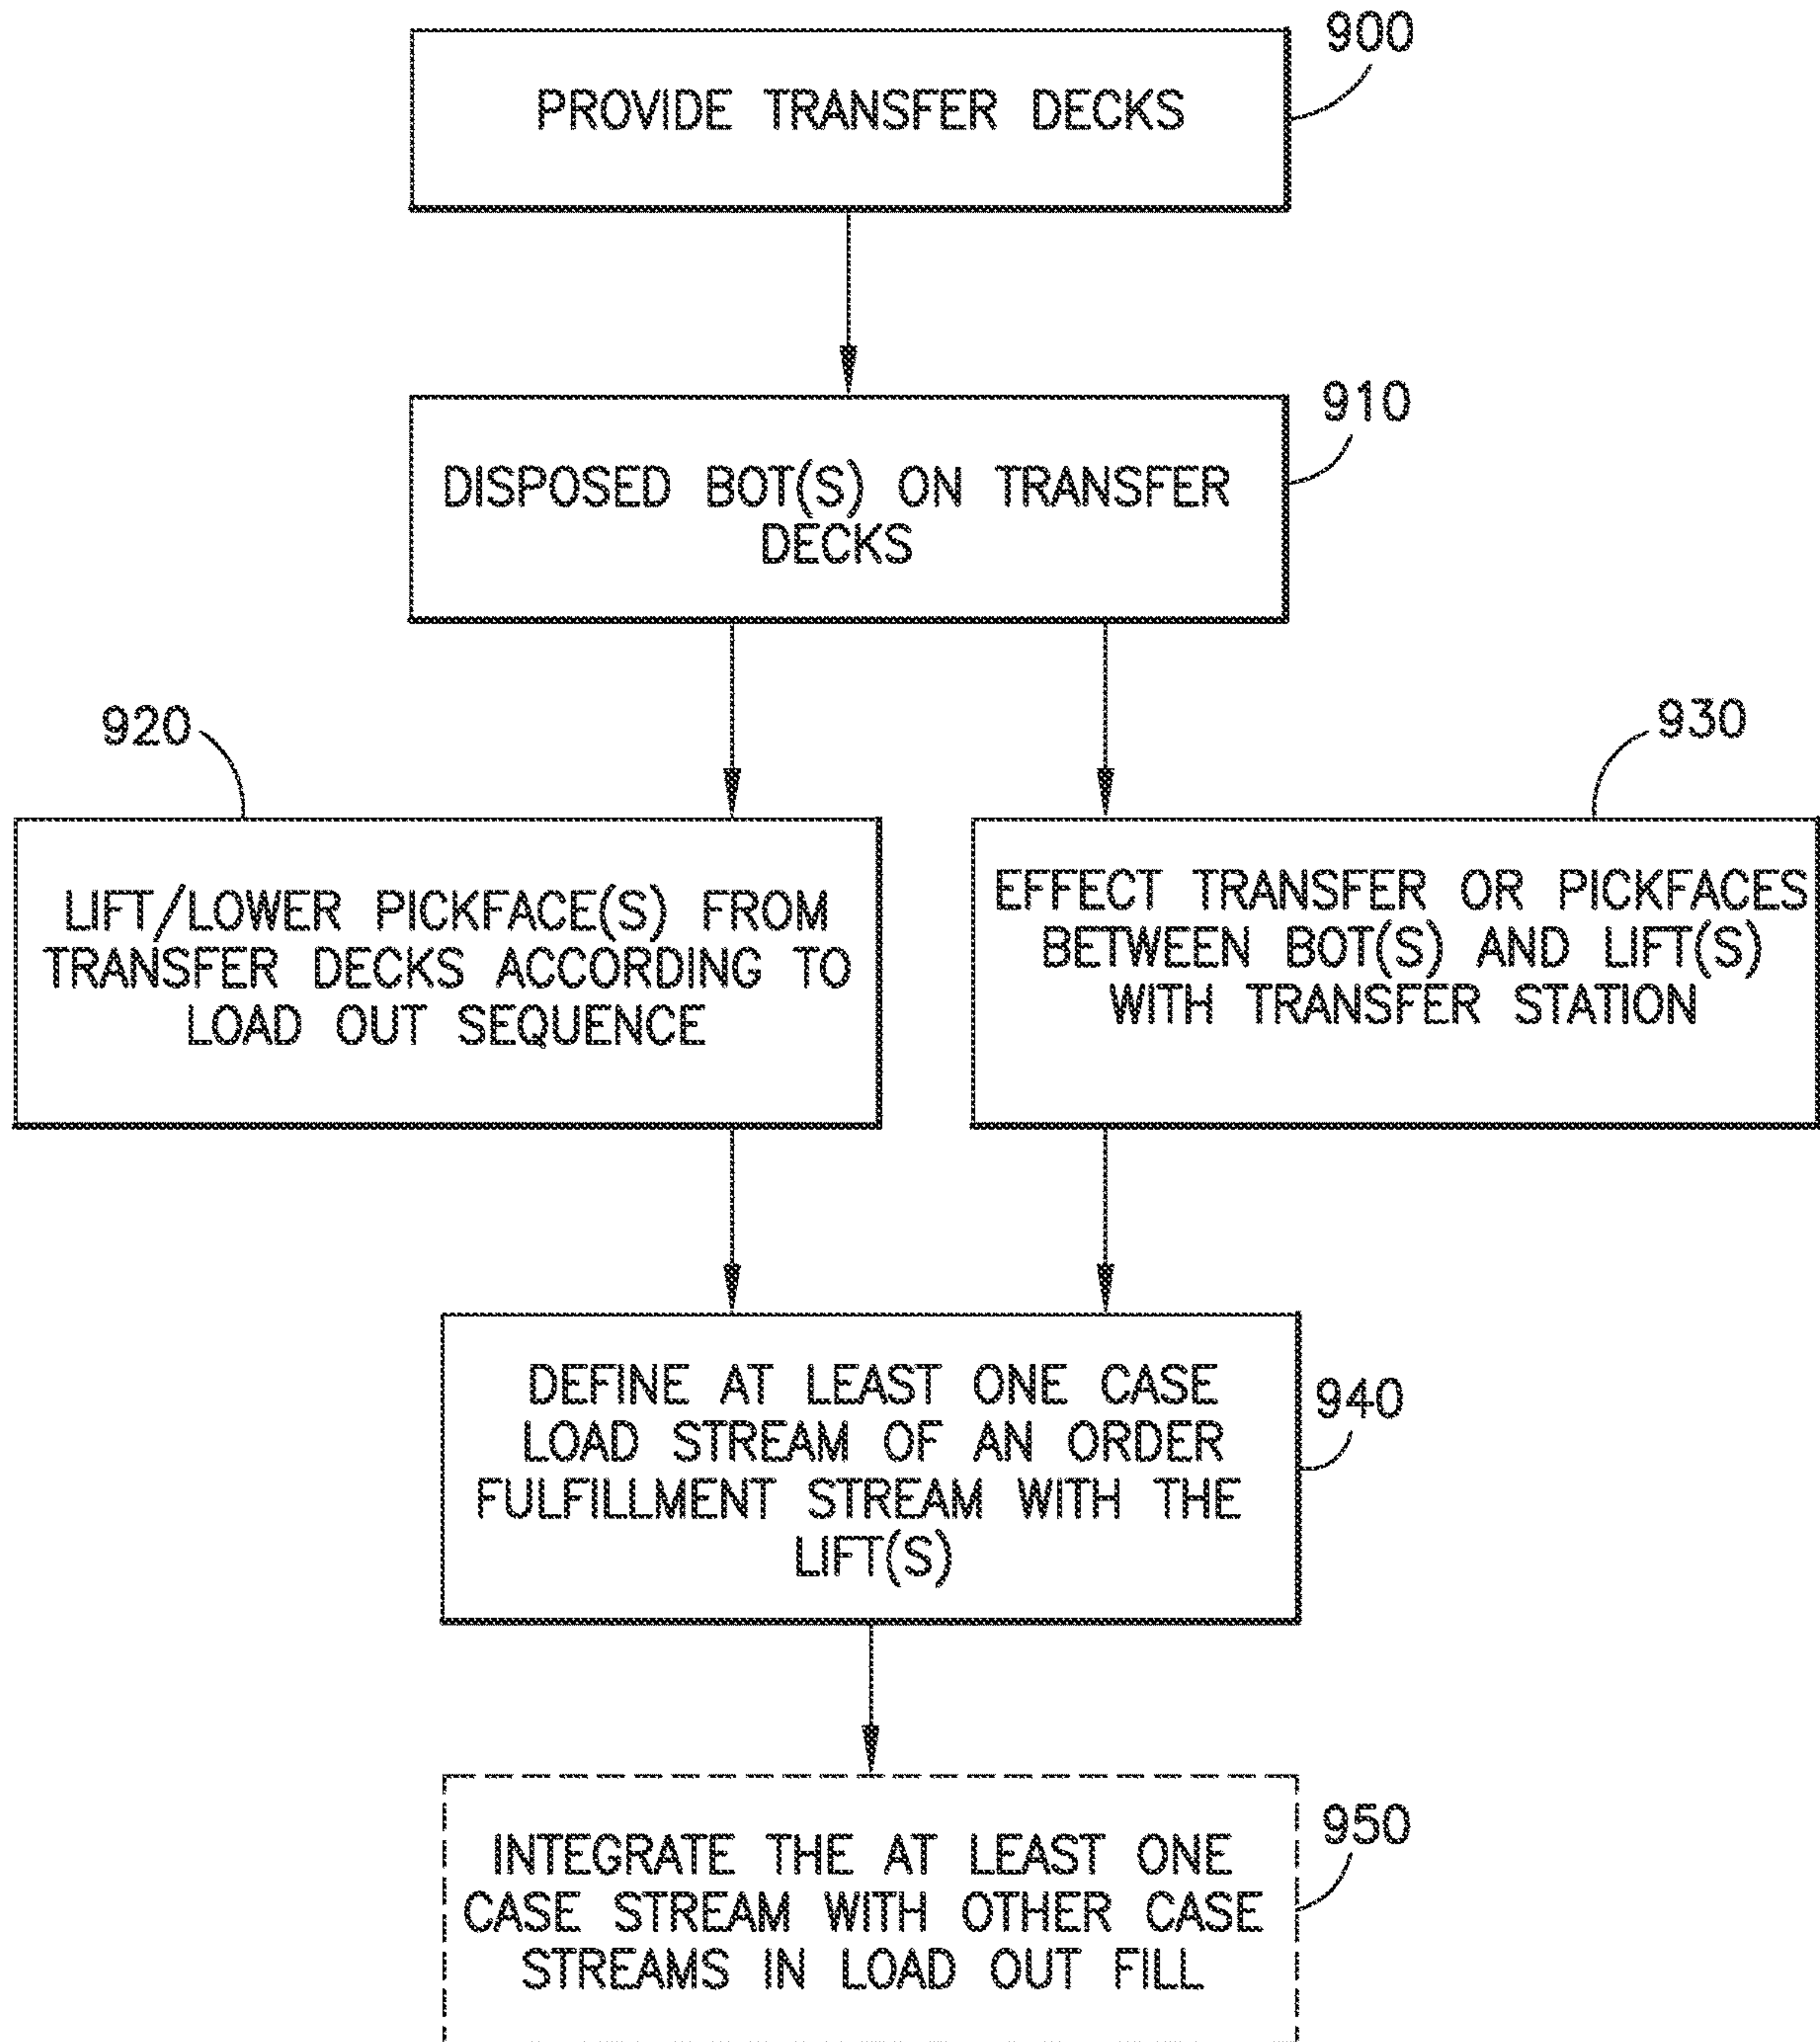 900
PROVIDE TRANSFER DECKS
910
DISPOSED BOT(S) ON TRANSFER
DECKS
920
930
LIFT/LOWER PICKFACE(S) FROM
TRANSFER DECKS ACCORDING TO
LOAD OUT SEQUENCE
EFFECT TRANSFER OR PICKFACES
BETWEEN BOT(S) AND LIFT(S)
WITH TRANSFER STATION
DEFINE AT LEAST ONE CASE
LOAD STREAM OF AN ORDER
FULFILLMENT STREAM WITH THE
LIFT(S)
940
INTEGRATE THE AT LEAST ONE
CASE STREAM WITH OTHER CASE
STREAMS IN LOAD OUT FILL
950